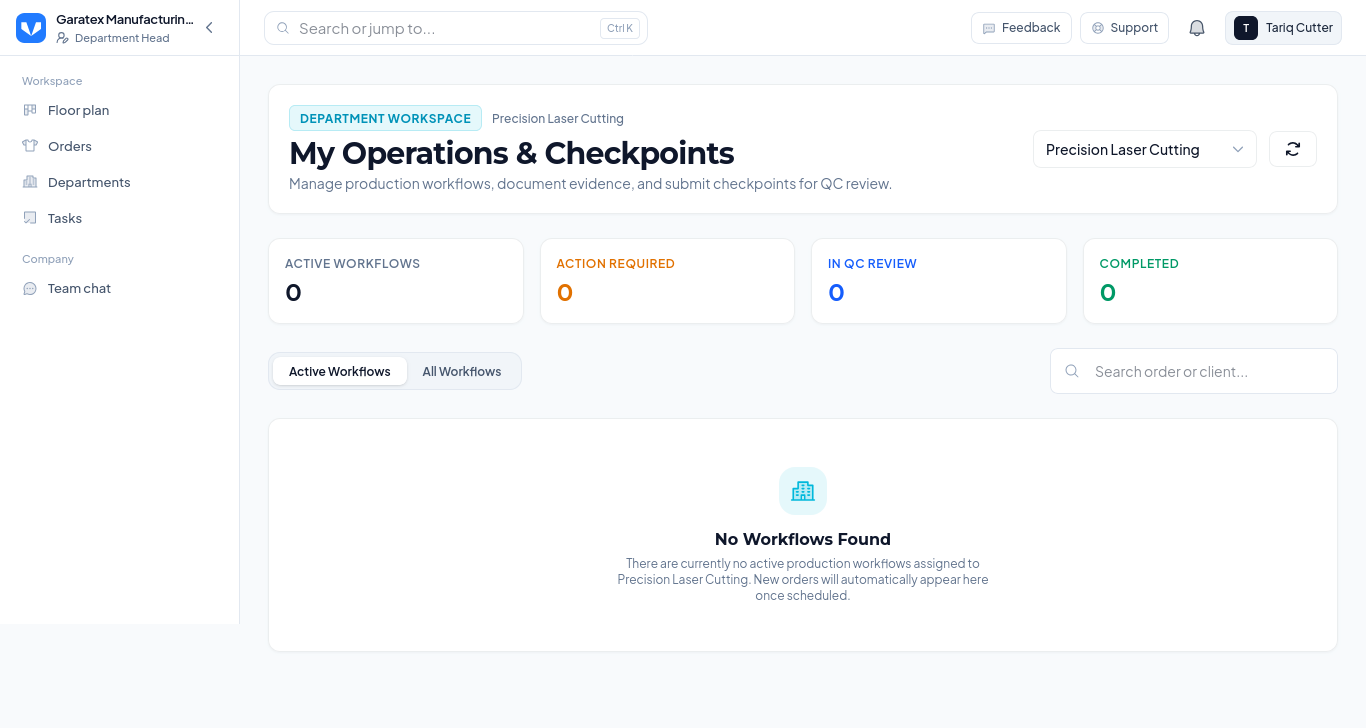 Garatex Manufacturin...
Department Head
Search or jump to...
Ctrl K
Feedback
Support
T
Tariq Cutter
Workspace
Floor plan
Orders
Departments
Tasks
Company
Team chat
DEPARTMENT WORKSPACE
Precision Laser Cutting
My Operations & Checkpoints
Manage production workflows, document evidence, and submit checkpoints for QC review.
Precision Laser Cutting
ACTIVE WORKFLOWS
0
ACTION REQUIRED
0
IN QC REVIEW
0
COMPLETED
0
Active Workflows
All Workflows
Search order or client...
No Workflows Found
There are currently no active production workflows assigned to
Precision Laser Cutting. New orders will automatically appear here
once scheduled.